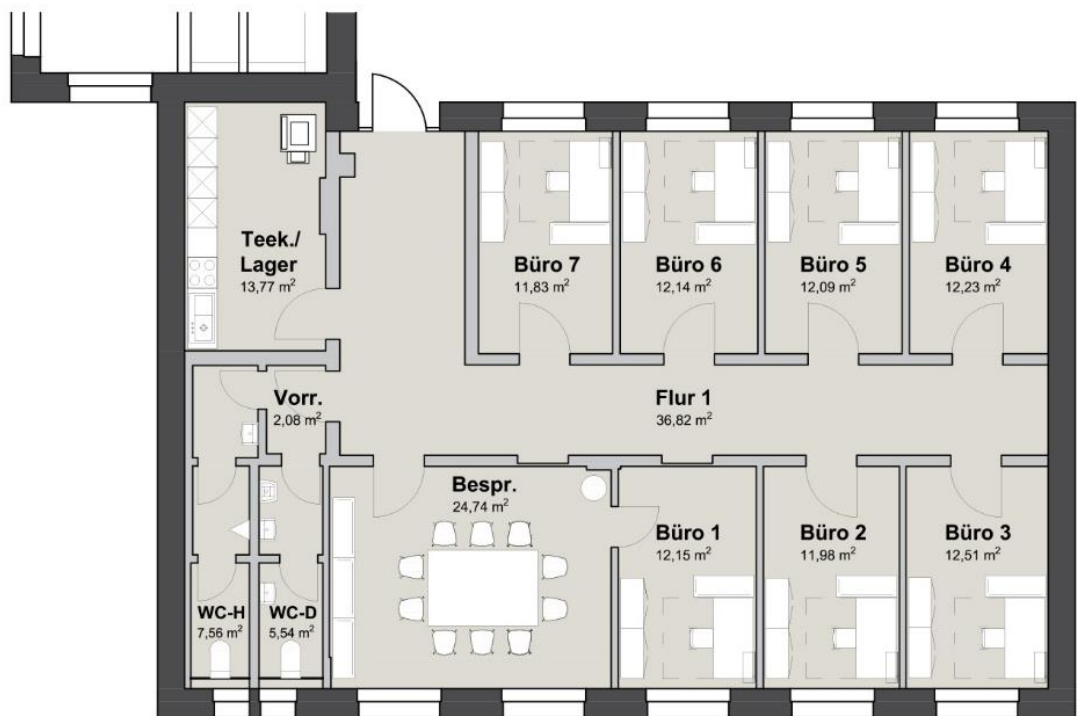 Teek./
Lager
13,77 m²
Büro 7
11,83 m²
Büro 6
12,14 m²
Büro 5
12,09 m²
Büro 4
12,23 m²
Vorr.
2,08 m²
Flur 1
36,82 m²
Bespr.
24,74 m²
Büro 1
12,15 m²
Büro 2
11,98 m²
Büro 3
12,51 m²
WC-H
7,56 m²
WC-D
5,54 m²